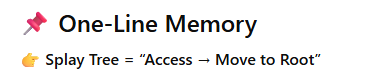 📌 One-Line Memory
👉 Splay Tree = “Access → Move to Root”